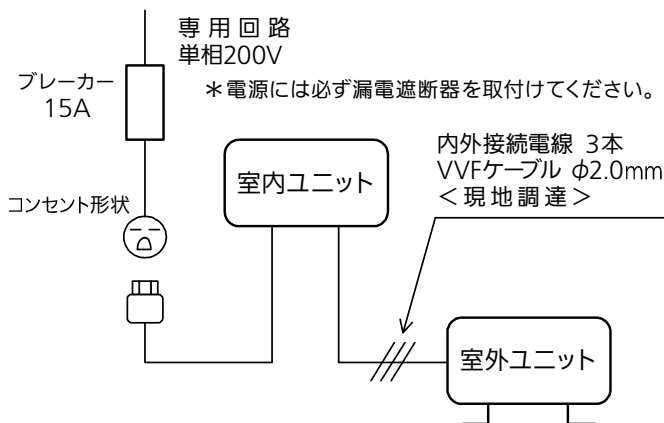 専用回路
単相200V
ブレーカー
15A
＊電源には必ず漏電遮断器を取付けてください。
内外接続電線 3本
VVFケーブル φ2.0mm
＜現地調達＞
室内ユニット
コンセント形状
室外ユニット